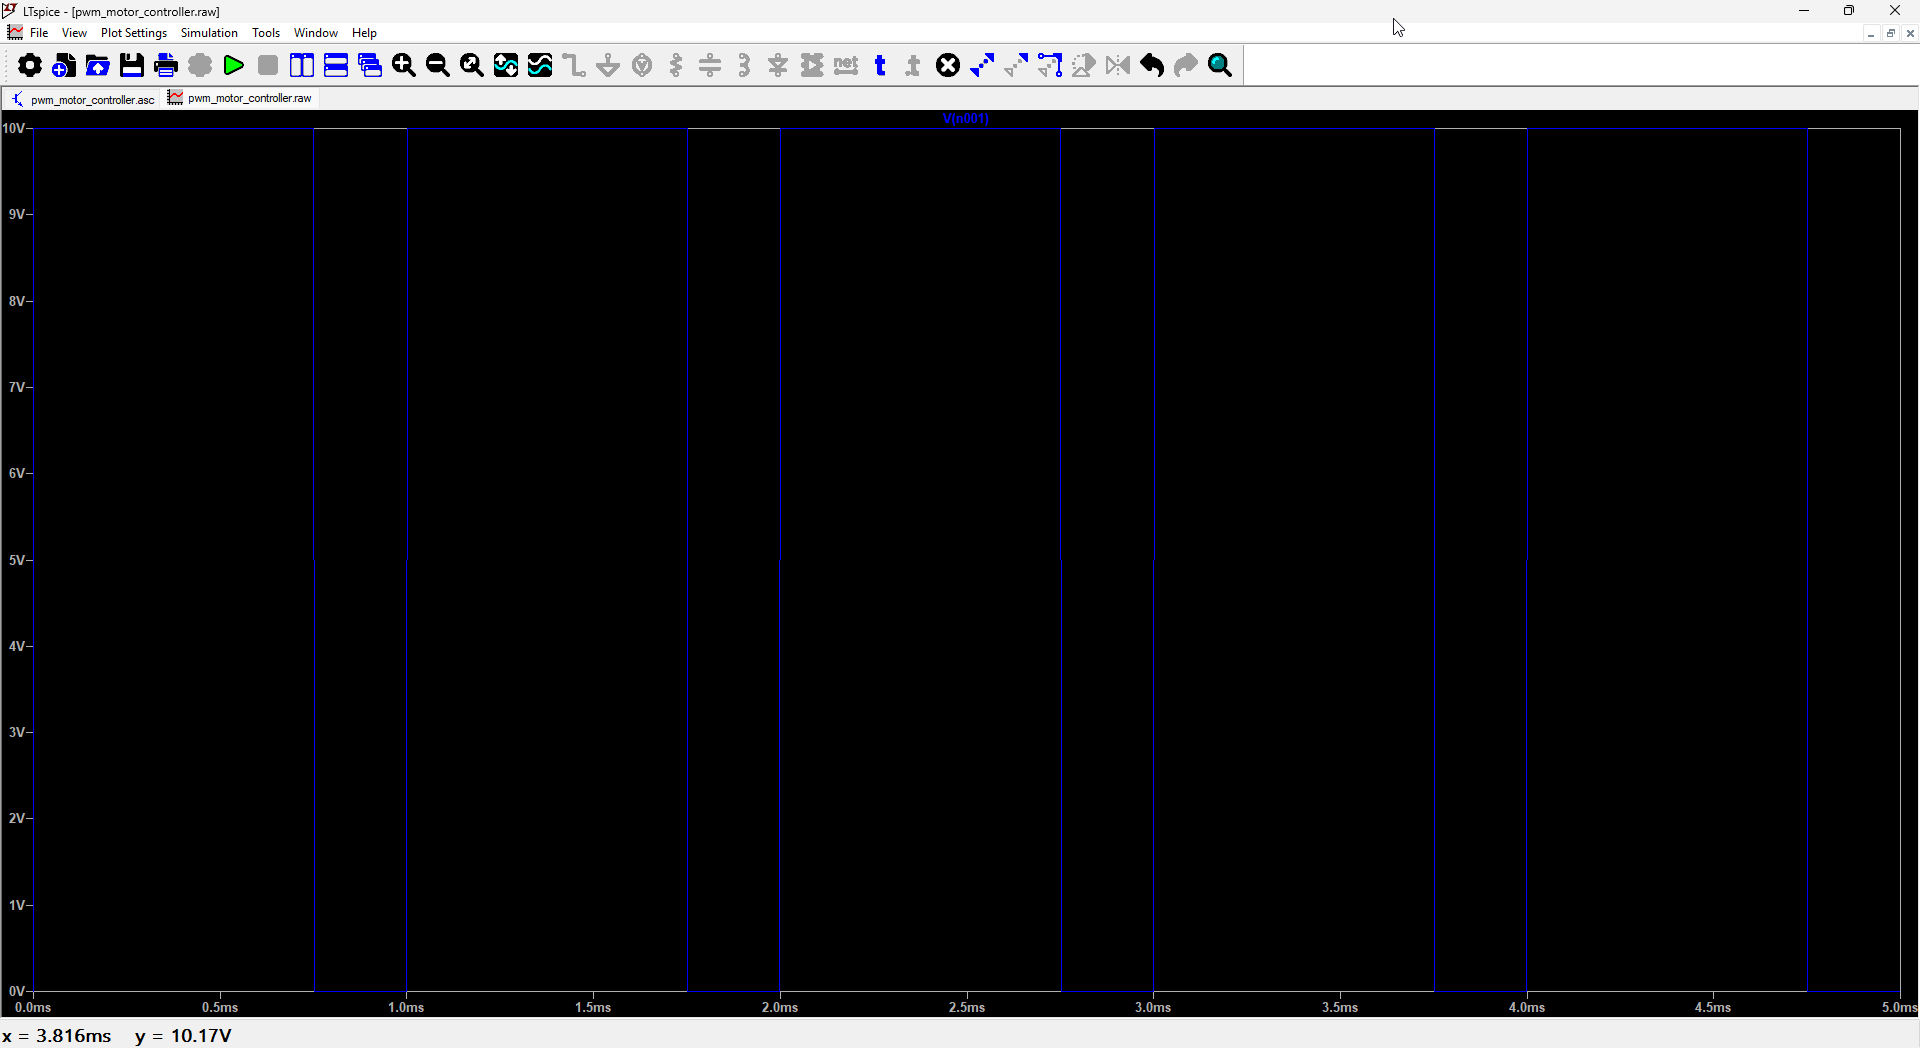 LTspice - [pwm_motor_controller.raw]
File View Plot Settings Simulation Tools Window Help
net t .t
pwm_motor_controller.asc pwm_motor_controller.raw
V(n001)
10V
9V
8V
7V
6V
5V
4V
3V
2V
1V
0V
0.0ms 0.5ms 1.0ms 1.5ms 2.0ms 2.5ms 3.0ms 3.5ms 4.0ms 4.5ms 5.0ms
x = 3.816ms y = 10.17V